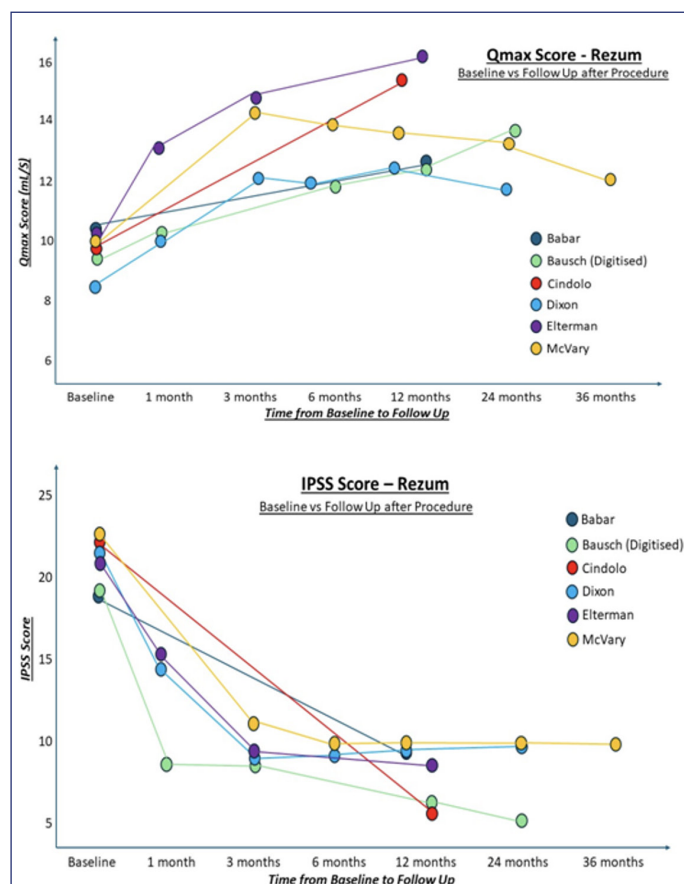 Qmax Score - Rezum
Baseline vs Follow Up after Procedure
Qmax Score (mL/S)
16
14
12
10
8
6
Babar
Bausch (Digitised)
Cindolo
Dixon
Elterman
McVary
Baseline
1 month
3 months
6 months
12 months
24 months
36 months
Time from Baseline to Follow Up
IPSS Score – Rezum
Baseline vs Follow Up after Procedure
IPSS Score
25
20
15
10
5
Babar
Bausch (Digitised)
Cindolo
Dixon
Elterman
McVary
Baseline
1 month
3 months
6 months
12 months
24 months
36 months
Time from Baseline to Follow Up